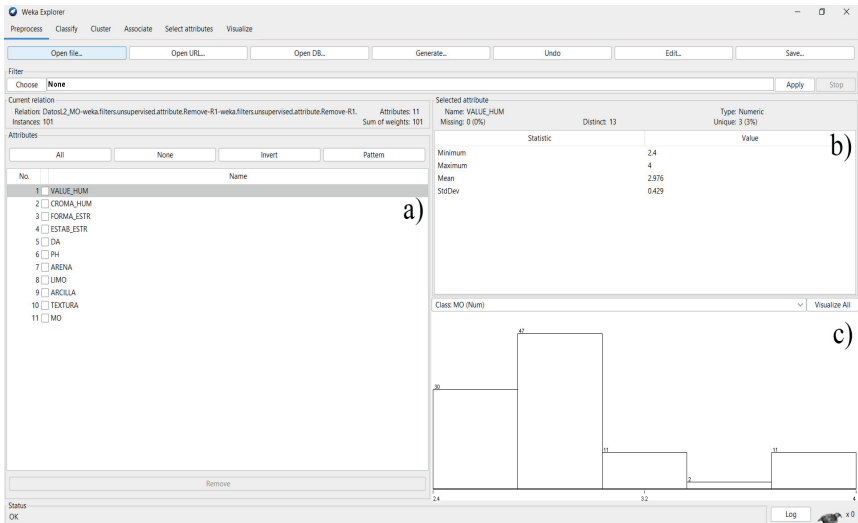 Weka Explorer
Preprocess Classify Cluster Associate Select attributes Visualize
Open file... Open URL... Open DB... Generate... Undo Edit... Save...
Filter
Choose None Apply Stop
Current relation
Relation: DatosL2_MO-weka.filters.unsupervised.attribute.Remove-R1-weka.filters.unsupervised.attribute.Remove-R1. Attributes: 11
Instances: 101 Sum of weights: 101
Attributes
All None Invert Pattern
No. Name
1 VALUE_HUM
2 CROMA_HUM
3 FORMA_ESTR
4 ESTAB_ESTR
5 DA
6 PH
7 ARENA
8 LIMO
9 ARCILLA
10 TEXTURA
11 MO
a)
Remove
Selected attribute
Name: VALUE_HUM Type: Numeric
Missing: 0 (0%) Distinct: 13 Unique: 3 (3%)
Statistic Value
Minimum 2.4
Maximum 4
Mean 2.976
StdDev 0.429
b)
Class: MO (Num) Visualize All
c)
47
30
11 11
2
2.4 3.2 4
Status
OK Log x 0